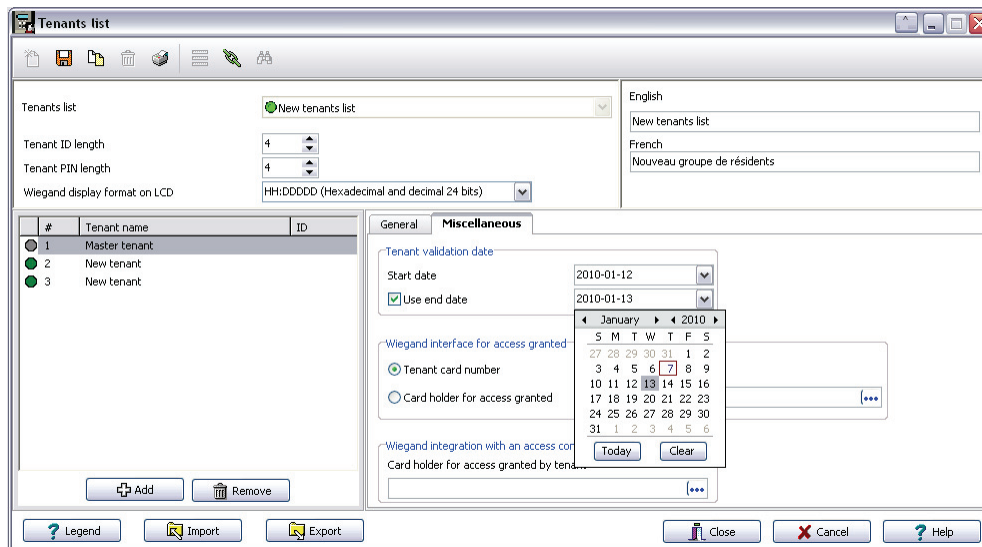 Tenants list
Tenants list
New tenants list
Tenant ID length
4
Tenant PIN length
4
Wiegand display format on LCD
HH:DDDDD (Hexadecimal and decimal 24 bits)
English
New tenants list
French
Nouveau groupe de résidents
# Tenant name ID
1 Master tenant
2 New tenant
3 New tenant
Add
Remove
General Miscellaneous
Tenant validation date
Start date
2010-01-12
Use end date
2010-01-13
January 2010
S M T W T F S
27 28 29 30 31 1 2
3 4 5 6 7 8 9
10 11 12 13 14 15 16
17 18 19 20 21 22 23
24 25 26 27 28 29 30
31 1 2 3 4 5 6
Today Clear
Wiegand interface for access granted
Tenant card number
Card holder for access granted
Wiegand integration with an access
Card holder for access granted by tenant
? Legend
Import
Export
Close
Cancel
? Help